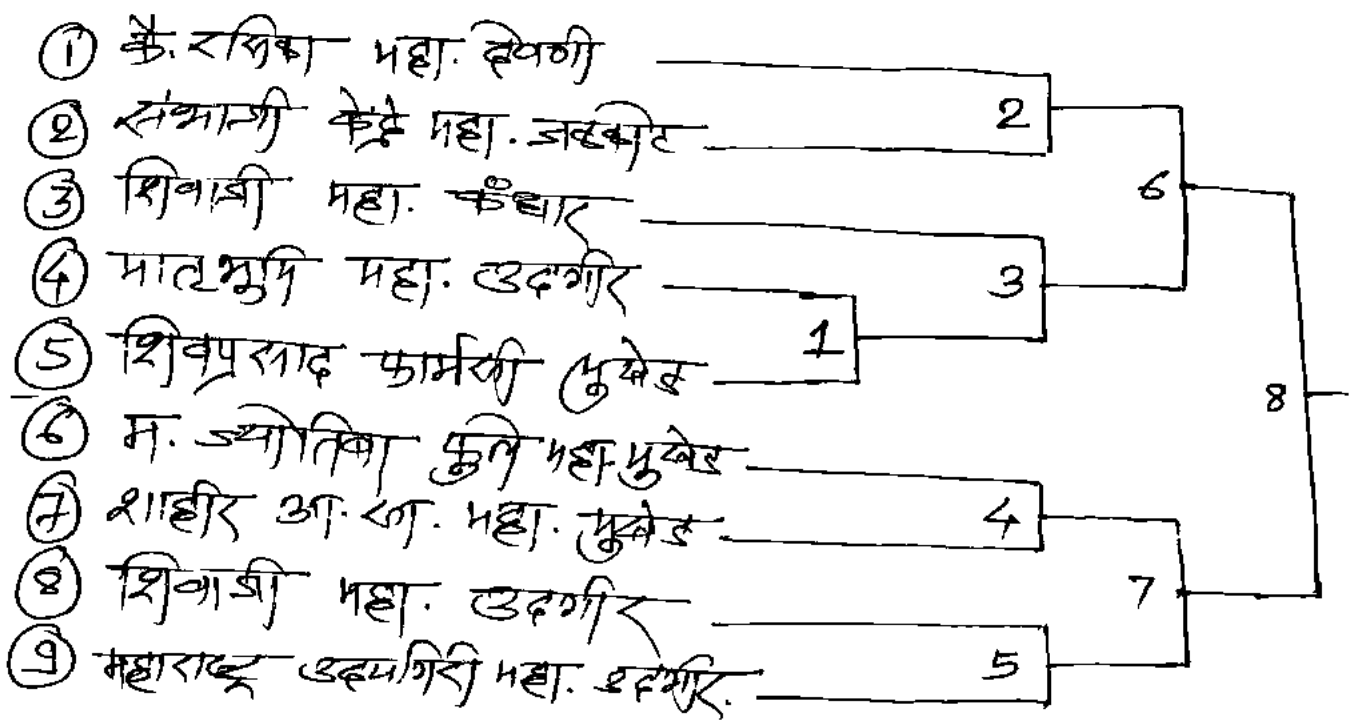 ① कै. रसिका महा. देवणी
② संभाजी केंद्रे महा. जळकोट
③ शिवाजी महा. कंधार
④ मातृभुमि महा. उदगीर
⑤ शिवप्रसाद फार्मसी मुखेड
⑥ म. ज्योतिबा फुले महा. मुखेड
⑦ शाहीर आ. सा. महा. मुखेड
⑧ शिवाजी महा. उदगीर
⑨ महाराष्ट्र उदयगिरी महा. उदगीर.
2
6
3
1
8
4
7
5